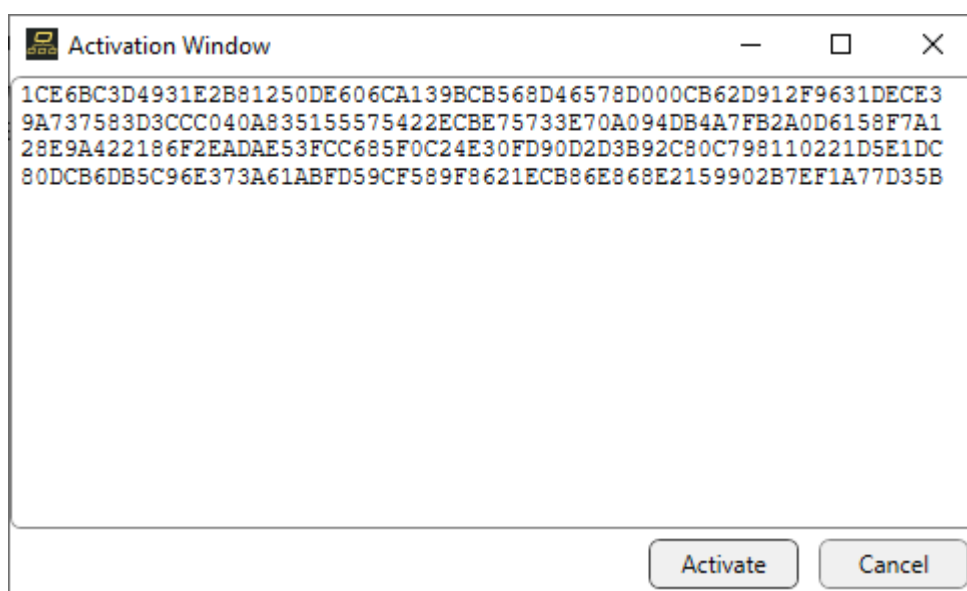 Activation Window
1CE6BC3D4931E2B81250DE606CA139BCB568D46578D000CB62D912F9631DECE3
9A737583D3CCC040A835155575422ECBE75733E70A094DB4A7FB2A0D6158F7A1
28E9A422186F2EADAE53FCC685F0C24E30FD90D2D3B92C80C798110221D5E1DC
80DCB6DB5C96E373A61ABFD59CF589F8621ECB86E868E2159902B7EF1A77D35B
Activate
Cancel